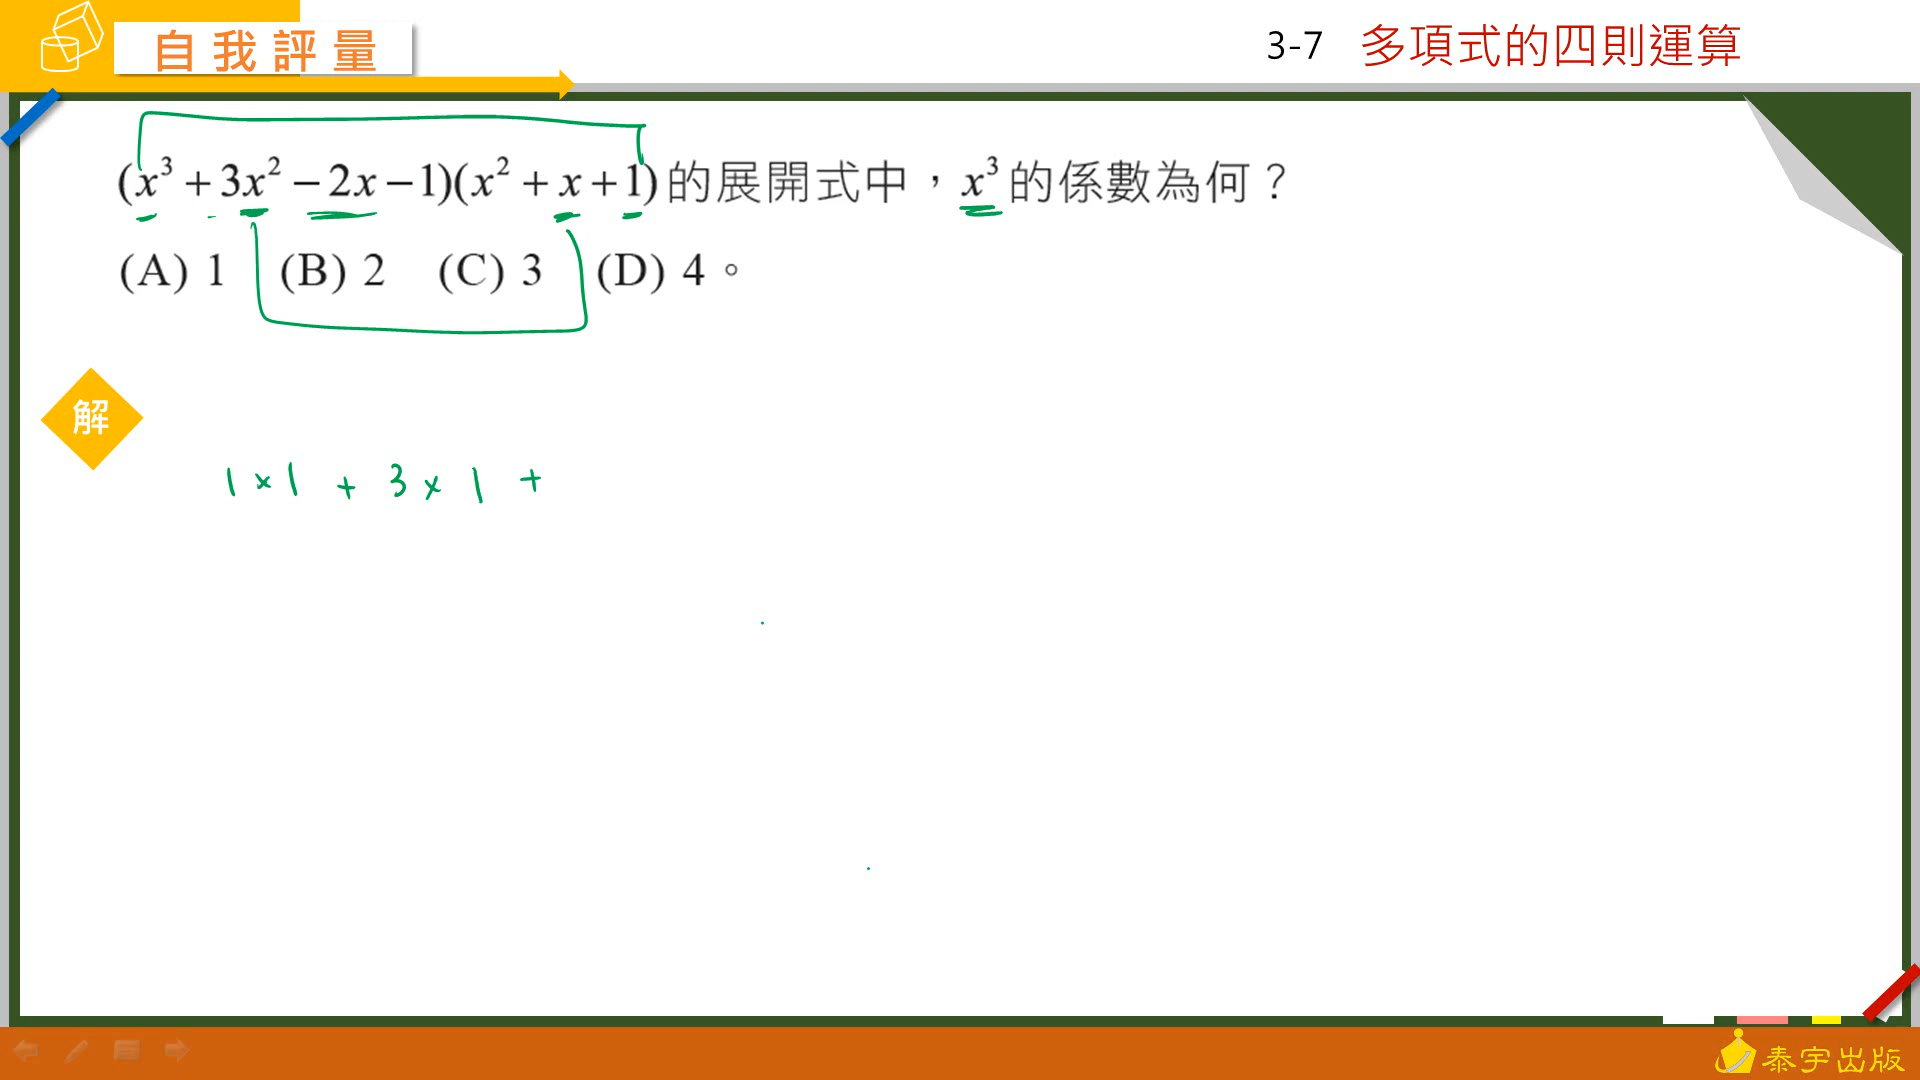 自我評量
3-7 多項式的四則運算
(x³ + 3x² − 2x − 1)(x² + x + 1) 的展開式中，x³ 的係數為何？
(A) 1 (B) 2 (C) 3 (D) 4。
解
1 × 1 + 3 × 1 +
泰宇出版